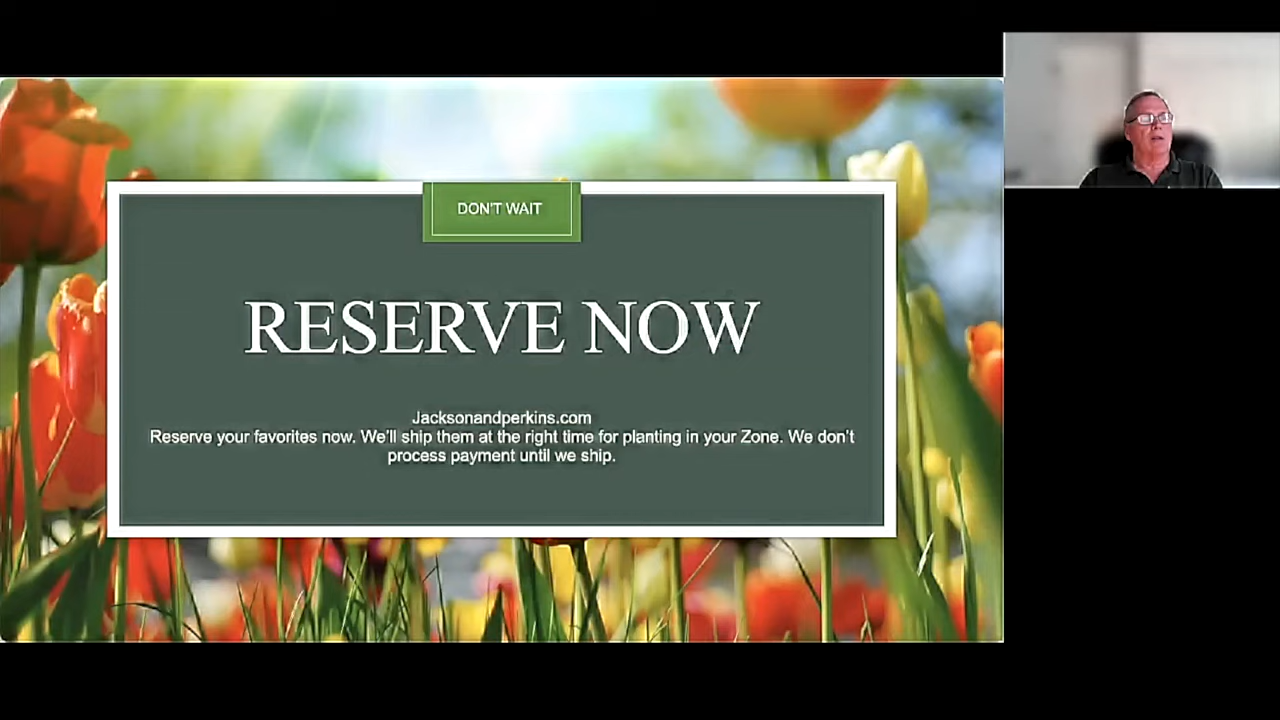 DON'T WAIT
RESERVE NOW
Jacksonandperkins.com
Reserve your favorites now. We'll ship them at the right time for planting in your Zone. We don't
process payment until we ship.